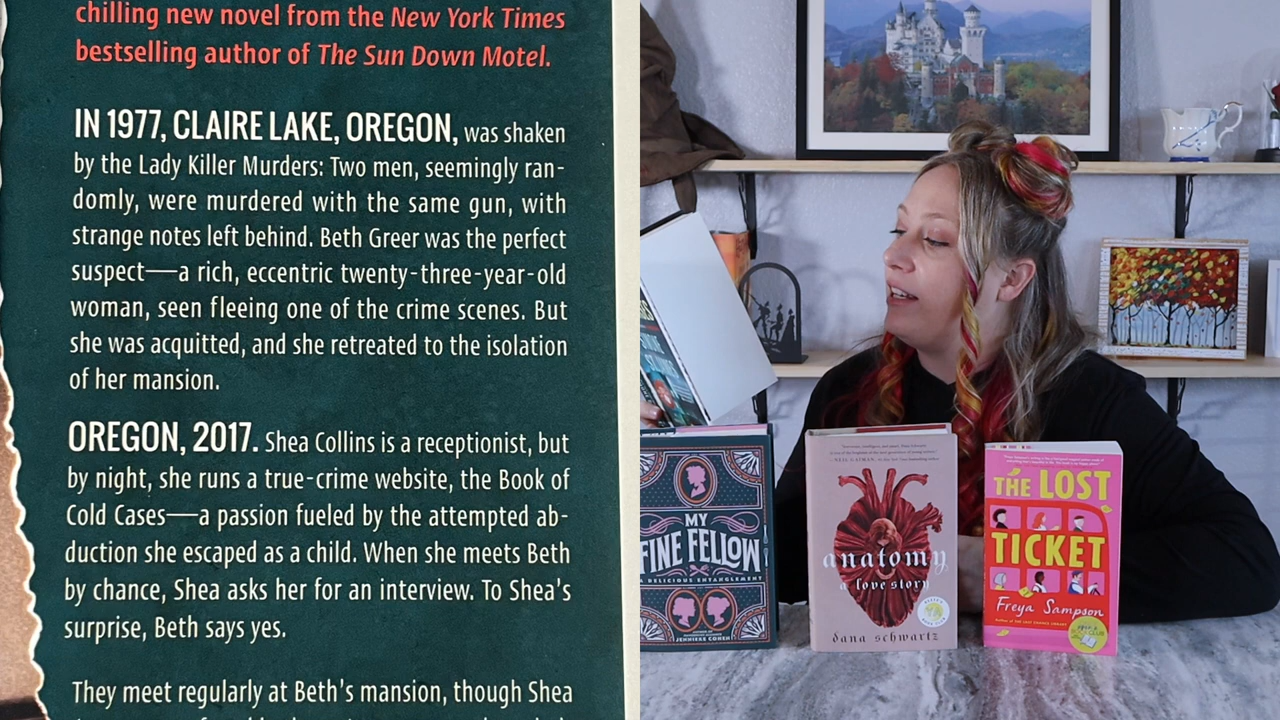 chilling new novel from the New York Times
bestselling author of The Sun Down Motel.
IN 1977, CLAIRE LAKE, OREGON, was shaken
by the Lady Killer Murders: Two men, seemingly ran-
domly, were murdered with the same gun, with
strange notes left behind. Beth Greer was the perfect
suspect—a rich, eccentric twenty-three-year-old
woman, seen fleeing one of the crime scenes. But
she was acquitted, and she retreated to the isolation
of her mansion.
OREGON, 2017. Shea Collins is a receptionist, but
by night, she runs a true-crime website, the Book of
Cold Cases—a passion fueled by the attempted ab-
duction she escaped as a child. When she meets Beth
by chance, Shea asks her for an interview. To Shea's
surprise, Beth says yes.
They meet regularly at Beth's mansion, though Shea
MY
FINE FELLOW
A DELICIOUS ENTANGLEMENT
JENNIEKE COHEN
anatomy
a love story
dana schwartz
THE LOST
TICKET
Freya Sampson